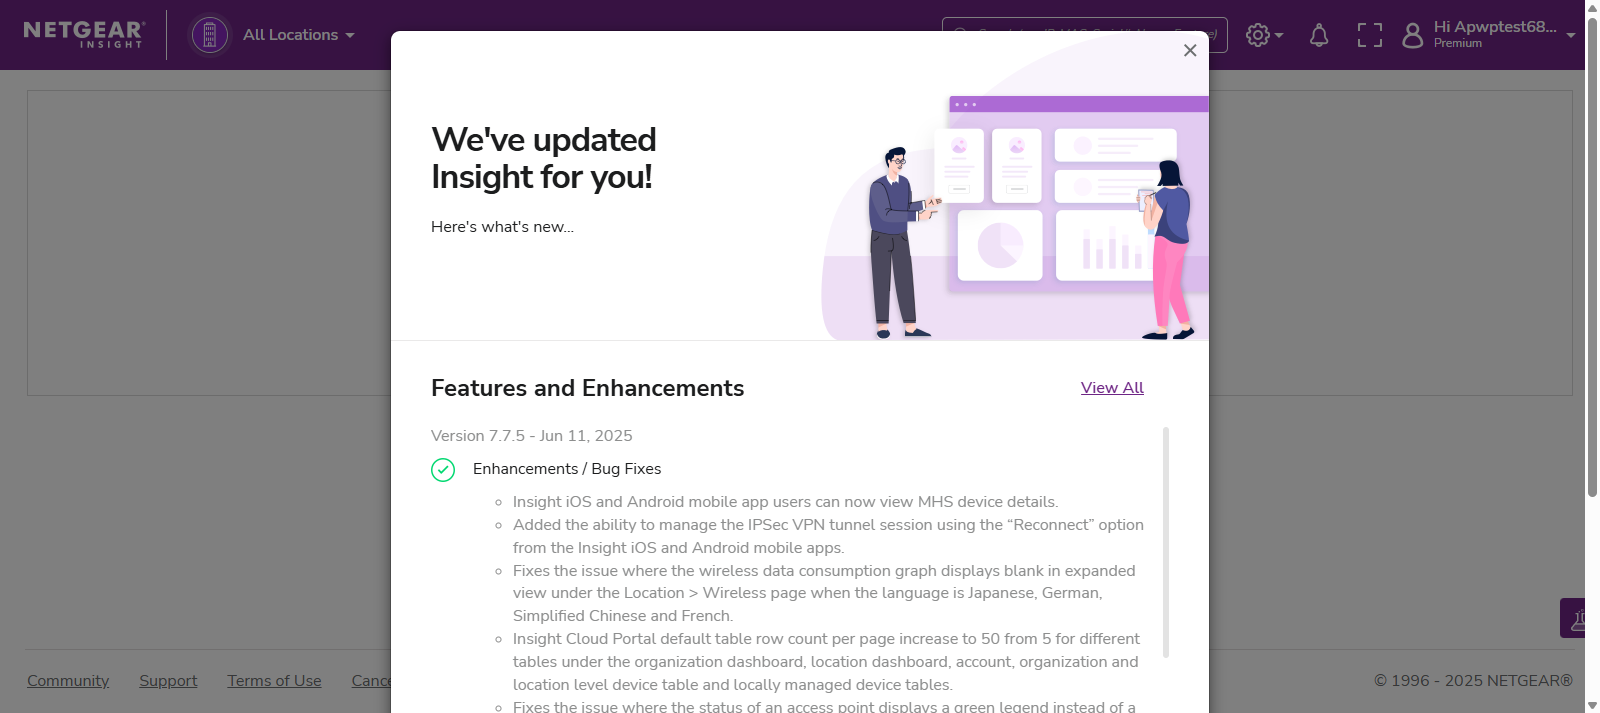 NETGEAR®
INSIGHT
All Locations
Hi Apwptest68...
Premium
We've updated
Insight for you!
Here's what's new...
Features and Enhancements
View All
Version 7.7.5 - Jun 11, 2025
Enhancements / Bug Fixes
Insight iOS and Android mobile app users can now view MHS device details.
Added the ability to manage the IPSec VPN tunnel session using the “Reconnect” option
from the Insight iOS and Android mobile apps.
Fixes the issue where the wireless data consumption graph displays blank in expanded
view under the Location > Wireless page when the language is Japanese, German,
Simplified Chinese and French.
Insight Cloud Portal default table row count per page increase to 50 from 5 for different
tables under the organization dashboard, location dashboard, account, organization and
location level device table and locally managed device tables.
Fixes the issue where the status of an access point displays a green legend instead of a
Community
Support
Terms of Use
Cance
© 1996 - 2025 NETGEAR®